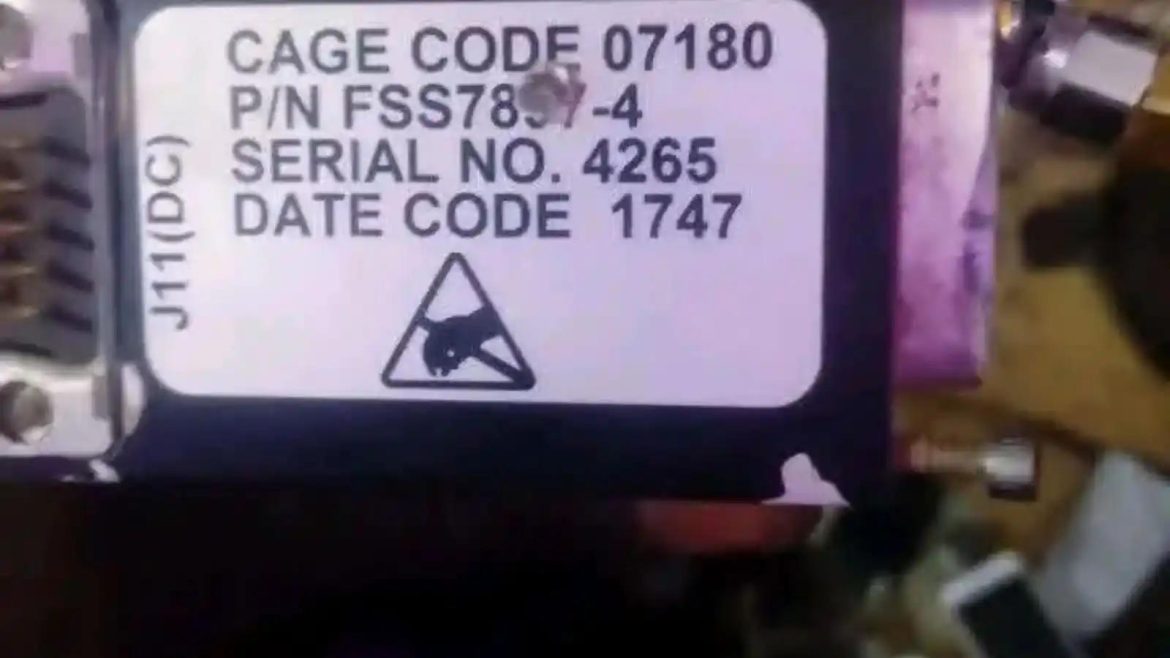 CAGE CODE 07180
P/N
SERIAL NO. 4265
DATE CODE 1747
J11(DC)